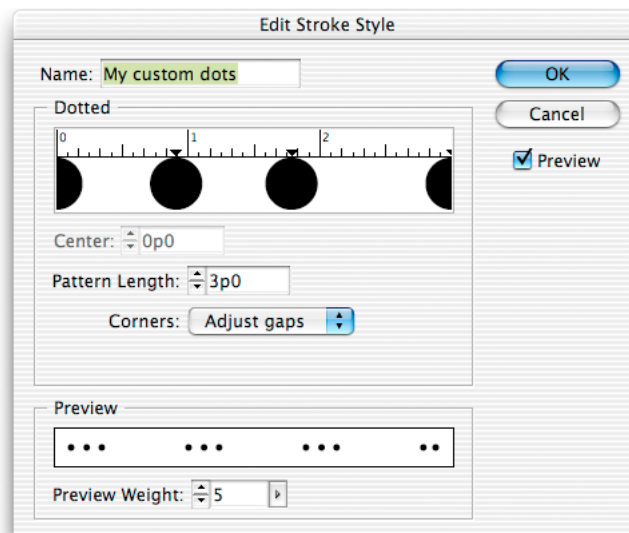 Edit Stroke Style
Name: My custom dots
OK
Cancel
Preview
Dotted
0 1 2
Center: 0p0
Pattern Length: 3p0
Corners: Adjust gaps
Preview
Preview Weight: 5